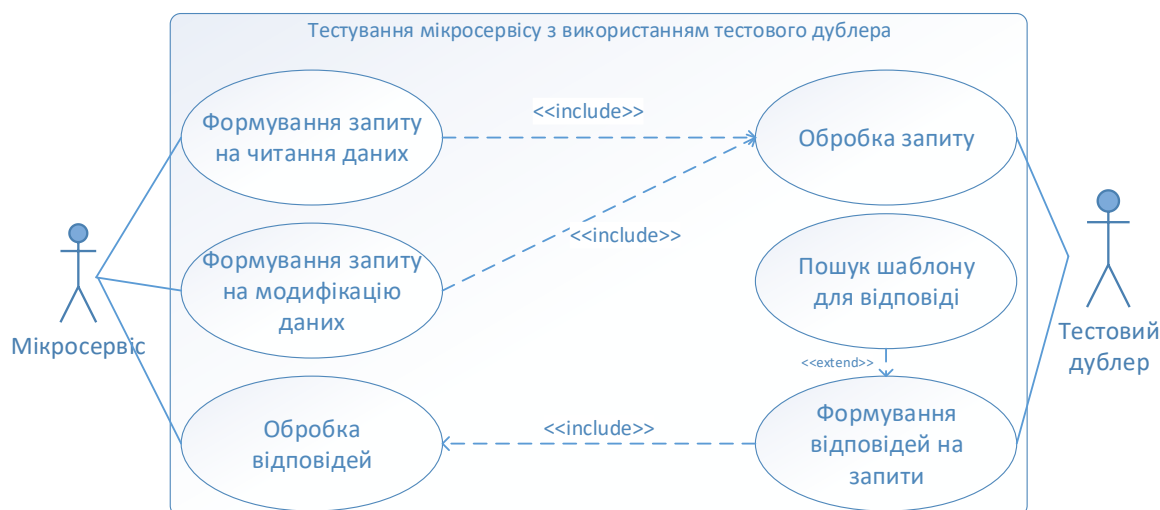 Тестування мікросервісу з використанням тестового дублера
Формування запиту
на читання даних
<<include>>
Обробка запиту
Формування запиту
на модифікацію
даних
<<include>>
Пошук шаблону
для відповіді
Мікросервіс
Тестовий
дублер
<<extend>>
Обробка
відповідей
<<include>>
Формування
відповідей на
запити